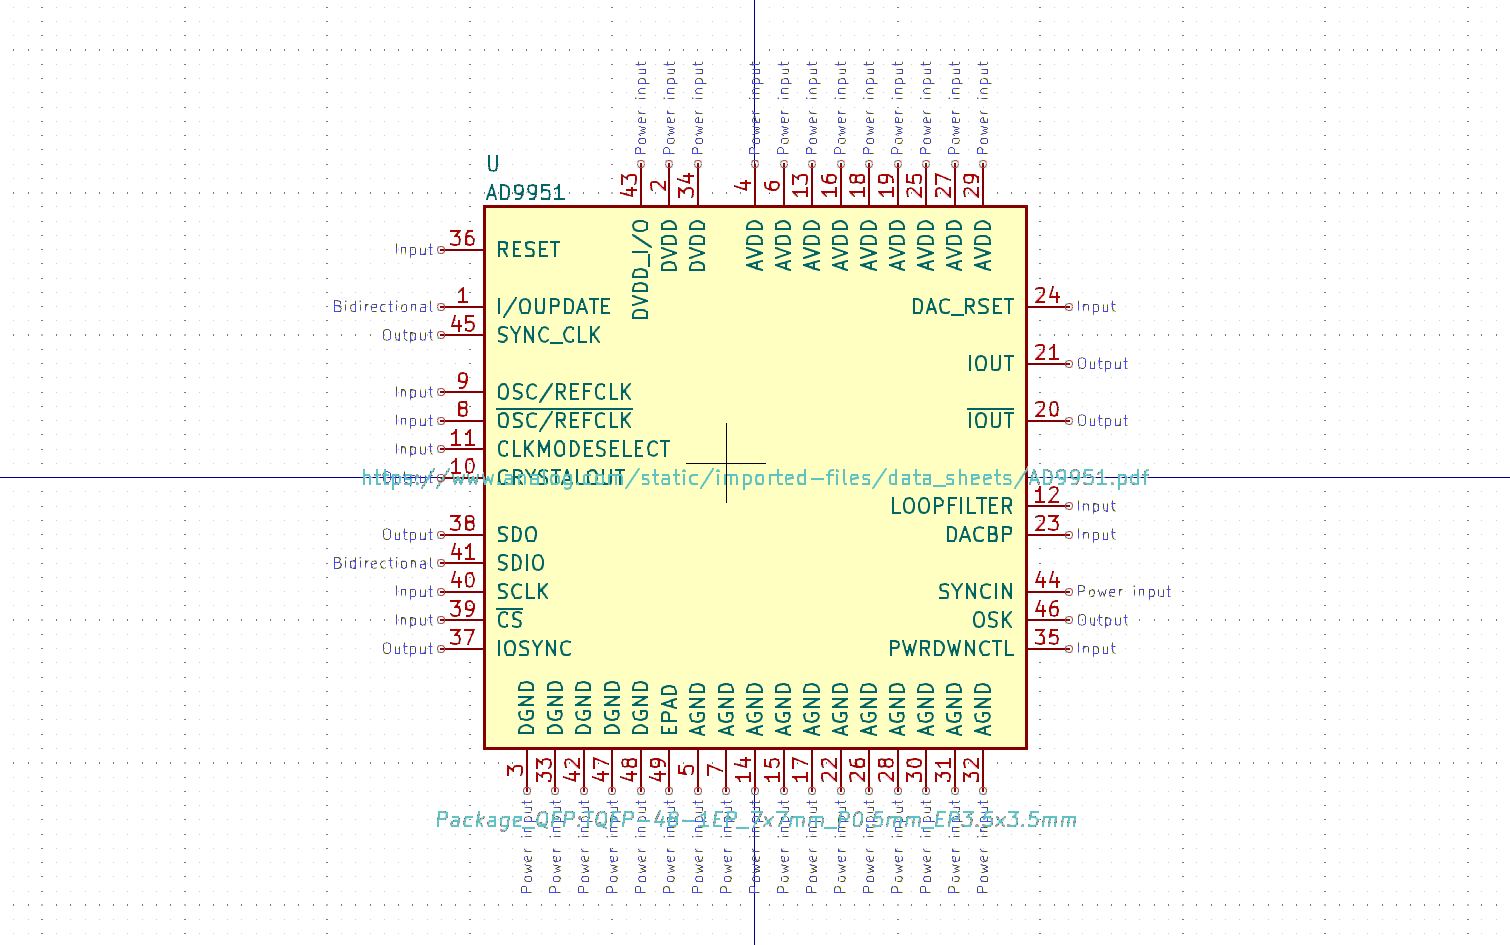 Power input Power input Power input Power input Power input Power input Power input Power input Power input Power input Power input Power input
U
AD9951
43 2 34 4 6 13 16 18 19 25 27 29
DVDD_I/O DVDD DVDD AVDD AVDD AVDD AVDD AVDD AVDD AVDD AVDD AVDD
Input 36 RESET
Bidirectional 1 I/OUPDATE DAC_RSET 24 Input
Output 45 SYNC_CLK
IOUT 21 Output
Input 9 OSC/REFCLK
Input 8 OSC/REFCLK IOUT 20 Output
Input 11 CLKMODESELECT
Output 10 CRYSTALOUT
https://www.analog.com/static/imported-files/data_sheets/AD9951.pdf
LOOPFILTER 12 Input
Output 38 SDO DACBP 23 Input
Bidirectional 41 SDIO
Input 40 SCLK SYNCIN 44 Power input
Input 39 CS OSK 46 Output
Output 37 IOSYNC PWRDWNCTL 35 Input
DGND DGND DGND DGND DGND EPAD AGND AGND AGND AGND AGND AGND AGND AGND AGND AGND AGND
3 33 42 47 48 49 5 7 14 15 17 22 26 28 30 31 32
Package_QFP:TQFP-48-1EP_7x7mm_P0.5mm_EP3.5x3.5mm
Power input Power input Power input Power input Power input Power input Power input Power input Power input Power input Power input Power input Power input Power input Power input Power input Power input